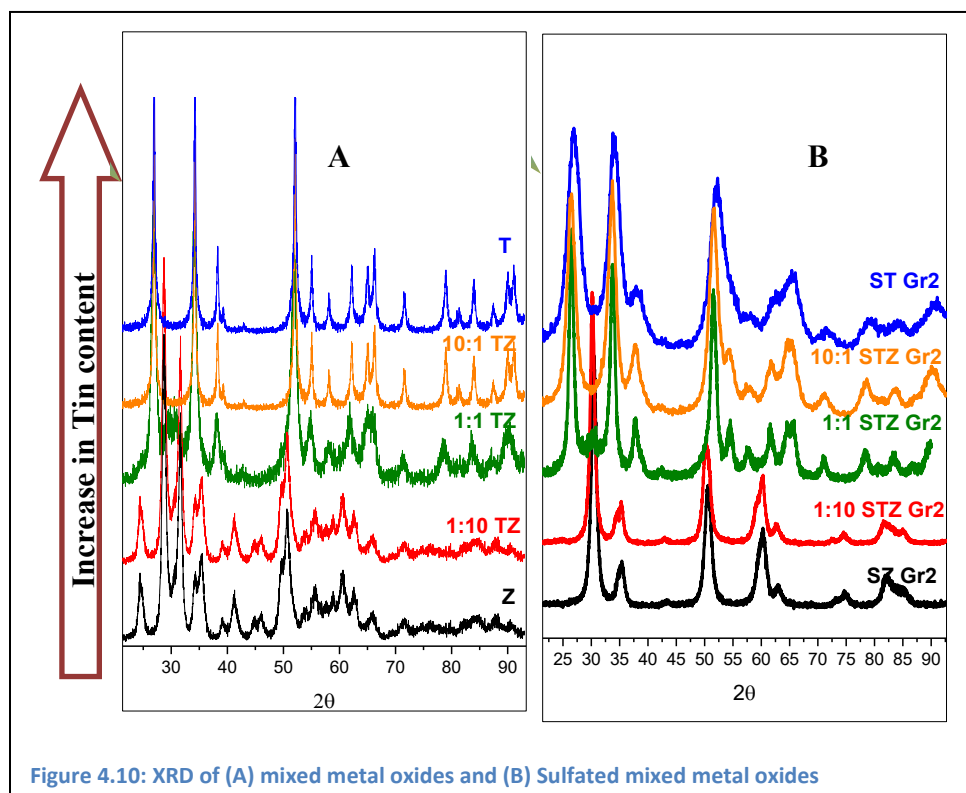 Increase in Tin content
A
T
10:1 TZ
1:1 TZ
1:10 TZ
Z
30 40 50 60 70 80 90
2θ
B
ST Gr2
10:1 STZ Gr2
1:1 STZ Gr2
1:10 STZ Gr2
SZ Gr2
25 30 35 40 45 50 55 60 65 70 75 80 85 90
2θ
Figure 4.10: XRD of (A) mixed metal oxides and (B) Sulfated mixed metal oxides